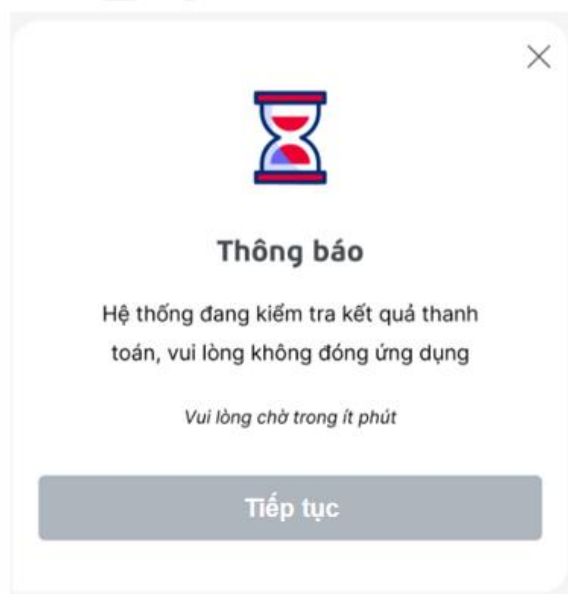 Thông báo
Hệ thống đang kiểm tra kết quả thanh
toán, vui lòng không đóng ứng dụng
Vui lòng chờ trong ít phút
Tiếp tục